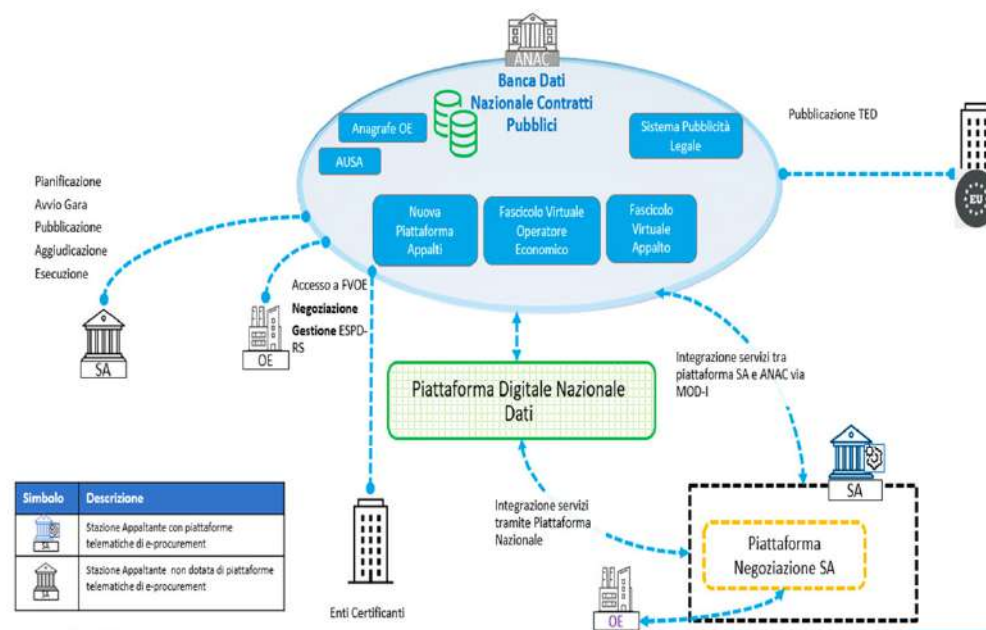 ANAC
Banca Dati
Nazionale Contratti
Pubblici
Anagrafe OE
AUSA
Sistema Pubblicità
Legale
Pubblicazione TED
EU
Pianificazione
Avvio Gara
Pubblicazione
Aggiudicazione
Esecuzione
Nuova
Piattaforma
Appalti
Fascicolo Virtuale
Operatore
Economico
Fascicolo
Virtuale
Appalto
SA
OE
Accesso a FVOE
Negoziazione
Gestione ESPD-
RS
Integrazione servizi tra
piattaforma SA e ANAC via
MOD-I
Piattaforma Digitale Nazionale
Dati
SA
Simbolo Descrizione
SA
Stazione Appaltante con piattaforme
telematiche di e-procurement
SA
Stazione Appaltante non dotata di piattaforme
telematiche di e-procurement
Enti Certificanti
Integrazione servizi
tramite Piattaforma
Nazionale
Piattaforma
Negoziazione SA
OE